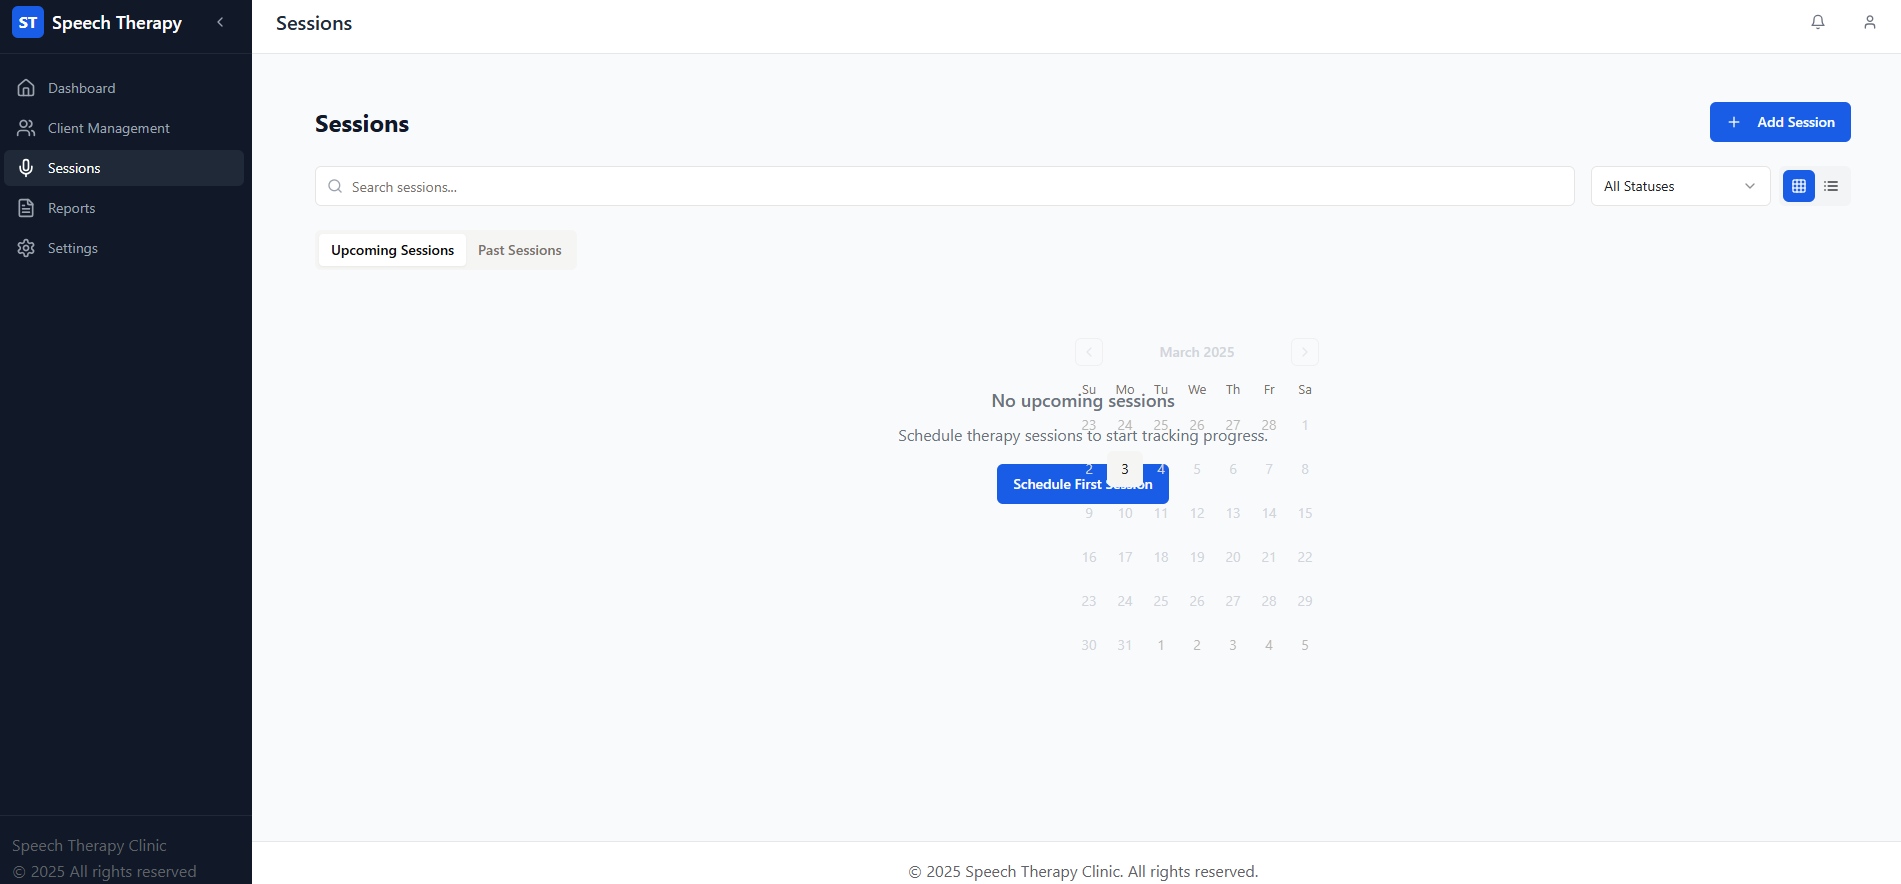 ST Speech Therapy
Sessions
Dashboard
Client Management
Sessions
Reports
Settings
Sessions
Add Session
Search sessions...
All Statuses
Upcoming Sessions Past Sessions
March 2025
Su Mo Tu We Th Fr Sa
No upcoming sessions
23 24 25 26 27 28 1
Schedule therapy sessions to start tracking progress.
2 3 4 5 6 7 8
Schedule First Session
9 10 11 12 13 14 15
16 17 18 19 20 21 22
23 24 25 26 27 28 29
30 31 1 2 3 4 5
Speech Therapy Clinic
© 2025 All rights reserved
© 2025 Speech Therapy Clinic. All rights reserved.